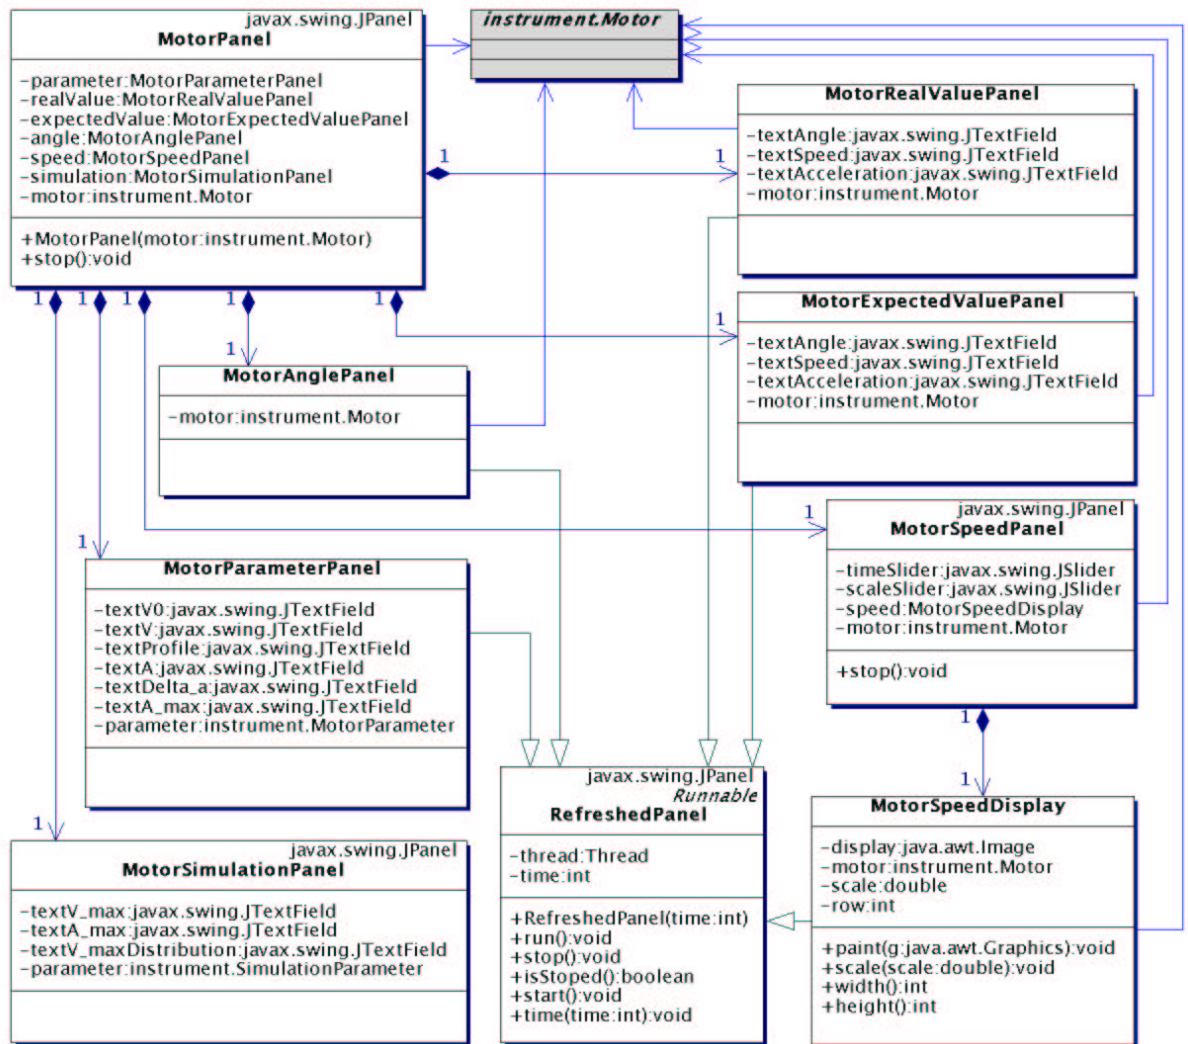 javax.swing.JPanel
MotorPanel
-parameter:MotorParameterPanel
-realValue:MotorRealValuePanel
-expectedValue:MotorExpectedValuePanel
-angle:MotorAnglePanel
-speed:MotorSpeedPanel
-simulation:MotorSimulationPanel
-motor:instrument.Motor
+MotorPanel(motor:instrument.Motor)
+stop():void
instrument.Motor
MotorRealValuePanel
-textAngle:javax.swing.JTextField
-textSpeed:javax.swing.JTextField
-textAcceleration:javax.swing.JTextField
-motor:instrument.Motor
1
1
MotorExpectedValuePanel
-textAngle:javax.swing.JTextField
-textSpeed:javax.swing.JTextField
-textAcceleration:javax.swing.JTextField
-motor:instrument.Motor
1 1 1 1 1
1
1
MotorAnglePanel
-motor:instrument.Motor
1
javax.swing.JPanel
MotorSpeedPanel
-timeSlider:javax.swing.JSlider
-scaleSlider:javax.swing.JSlider
-speed:MotorSpeedDisplay
-motor:instrument.Motor
+stop():void
1
MotorParameterPanel
-textV0:javax.swing.JTextField
-textV:javax.swing.JTextField
-textProfile:javax.swing.JTextField
-textA:javax.swing.JTextField
-textDelta_a:javax.swing.JTextField
-textA_max:javax.swing.JTextField
-parameter:instrument.MotorParameter
1
1
1
javax.swing.JPanel
MotorSimulationPanel
-textV_max:javax.swing.JTextField
-textA_max:javax.swing.JTextField
-textV_maxDistribution:javax.swing.JTextField
-parameter:instrument.SimulationParameter
javax.swing.JPanel
Runnable
RefreshedPanel
-thread:Thread
-time:int
+RefreshedPanel(time:int)
+run():void
+stop():void
+isStoped():boolean
+start():void
+time(time:int):void
MotorSpeedDisplay
-display:java.awt.Image
-motor:instrument.Motor
-scale:double
-row:int
+paint(g:java.awt.Graphics):void
+scale(scale:double):void
+width():int
+height():int